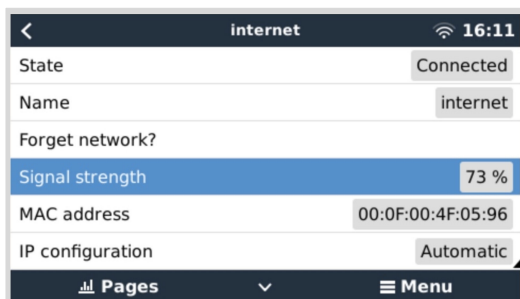 internet 16:11
State Connected
Name internet
Forget network?
Signal strength 73 %
MAC address 00:0F:00:4F:05:96
IP configuration Automatic
Pages Menu